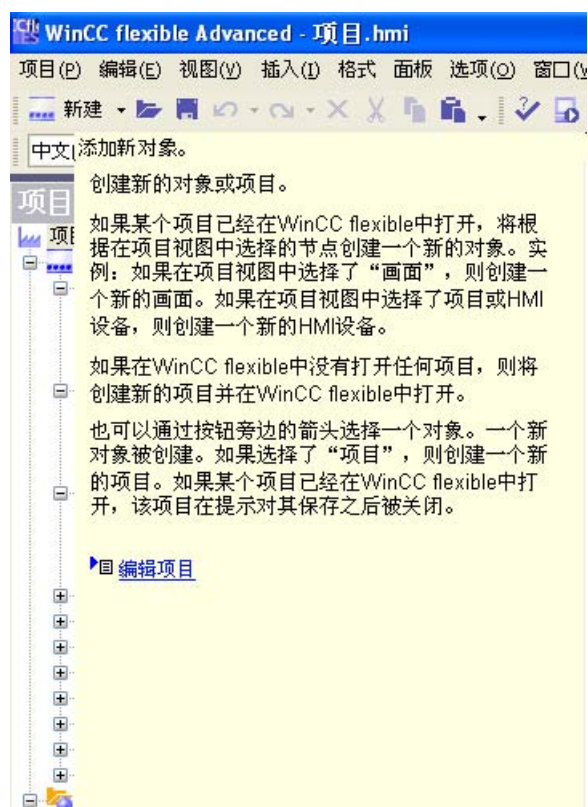 WinCC flexible Advanced - 项目.hmi
项目(P) 编辑(E) 视图(V) 插入(I) 格式 面板 选项(O) 窗口(
新建
中文(
添加新对象。
项目
项
创建新的对象或项目。
如果某个项目已经在WinCC flexible中打开，将根
据在项目视图中选择的节点创建一个新的对象。实
例：如果在项目视图中选择了“画面”，则创建一
个新的画面。如果在项目视图中选择了项目或HMI
设备，则创建一个新的HMI设备。
如果在WinCC flexible中没有打开任何项目，则将
创建新的项目并在WinCC flexible中打开。
也可以通过按钮旁边的箭头选择一个对象。一个新
对象被创建。如果选择了“项目”，则创建一个新
的项目。如果某个项目已经在WinCC flexible中打
开，该项目在提示对其保存之后被关闭。
编辑项目